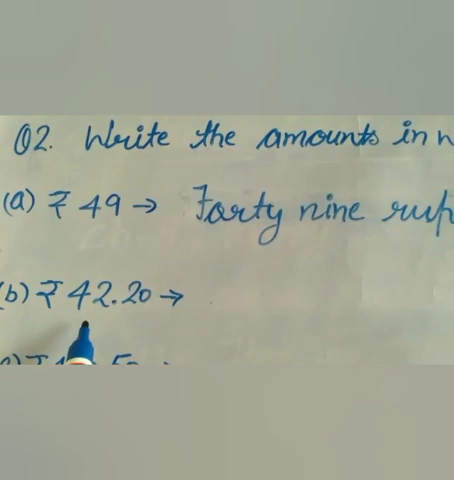 Q2. Write the amounts in
(a) ₹ 49 → Forty nine
(b) ₹ 42.20 →